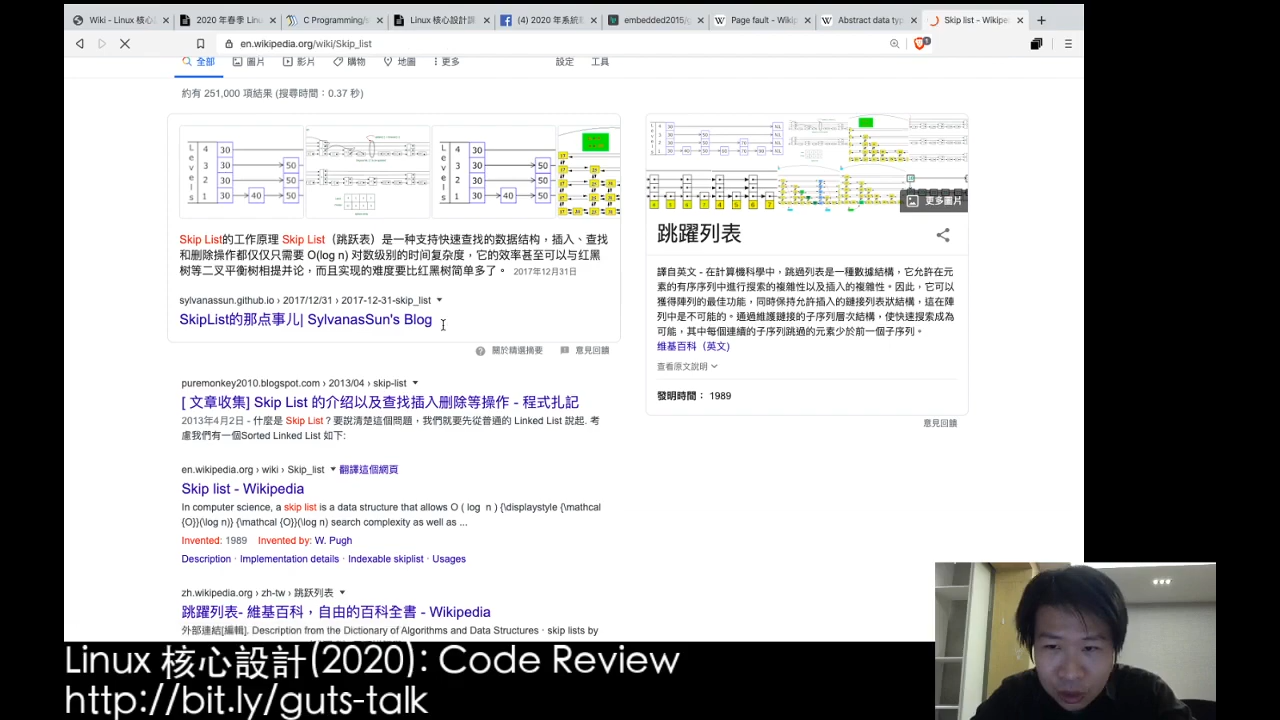 Wiki - Linux 核心
2020 年春季 Linu
C Programming/s
Linux 核心設計課
(4) 2020 年系統軟
embedded2015/g
Page fault - Wikip
Abstract data typ
Skip list - Wikipe
en.wikipedia.org/wiki/Skip_list
全部 圖片 影片 購物 地圖 更多 設定 工具
約有 251,000 項結果 (搜尋時間:0.37 秒)
Skip List的工作原理 Skip List(跳跃表)是一种支持快速查找的数据结构,插入、查找
和删除操作都仅仅只需要 O(log n) 对数级别的时间复杂度,它的效率甚至可以与红黑
树等二叉平衡树相提并论,而且实现的难度要比红黑树简单多了。 2017年12月31日
sylvanassun.github.io › 2017/12/31 › 2017-12-31-skip_list
SkipList的那点事儿| SylvanasSun's Blog
關於精選摘要 意見回饋
puremonkey2010.blogspot.com › 2013/04 › skip-list
[ 文章收集] Skip List 的介绍以及查找插入删除等操作 - 程式扎記
2013年4月2日 - 什麼是 Skip List ? 要說清楚這個問題,我們就要先從普通的 Linked List 說起. 考
慮我們有一個Sorted Linked List 如下:
en.wikipedia.org › wiki › Skip_list 翻譯這個網頁
Skip list - Wikipedia
In computer science, a skip list is a data structure that allows O ( log n ) {\displaystyle {\mathcal
{O}}(\log n)} {\mathcal {O}}(\log n) search complexity as well as ...
Invented: 1989 Invented by: W. Pugh
Description · Implementation details · Indexable skiplist · Usages
zh.wikipedia.org › zh-tw › 跳跃列表
跳躍列表- 維基百科,自由的百科全書 - Wikipedia
外部連結[編輯]. Description from the Dictionary of Algorithms and Data Structures · skip lists by
更多圖片
跳躍列表
譯自英文 - 在計算機科學中,跳過列表是一種數據結構,它允許在元
素的有序序列中進行搜索的複雜性以及插入的複雜性。因此,它可以
獲得陣列的最佳功能,同時保持允許插入的鏈接列表狀結構,這在陣
列中是不可能的。通過維護鏈接的子序列層次結構,使快速搜索成為
可能,其中每個連續的子序列跳過的元素少於前一個子序列。
維基百科(英文)
查看原文說明
發明時間: 1989
意見回饋
Linux 核心設計(2020): Code Review
http://bit.ly/guts-talk